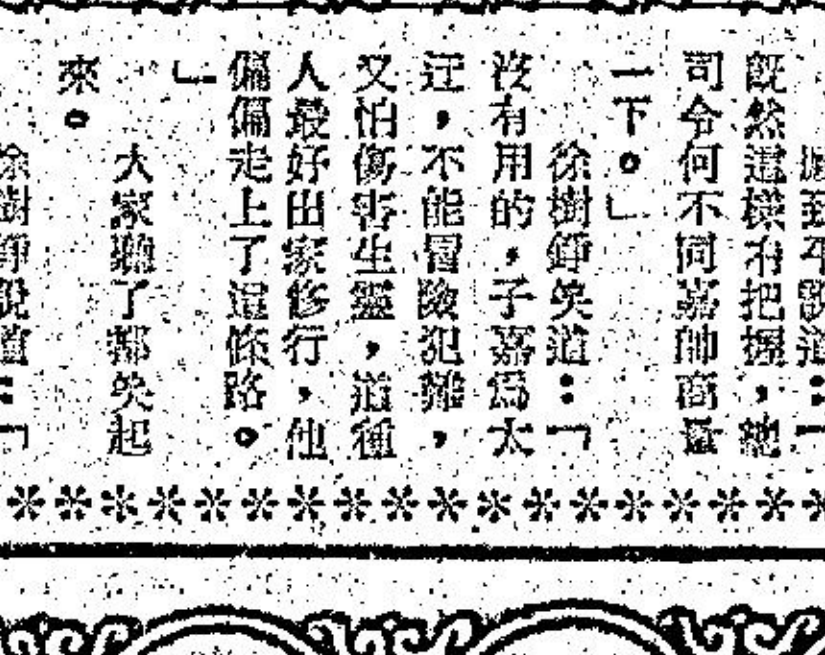 說道：「
既然這樣有把握，總
司令何不同嘉帥商量
一下。」
徐樹錚笑道：「
沒有用的，子嘉爲人
迂，不能冒險犯難，
又怕傷害生靈，這種
人最好出家修行，他
偏偏走上了這條路。
」
大家聽了都笑起
來。
徐樹錚說道：「